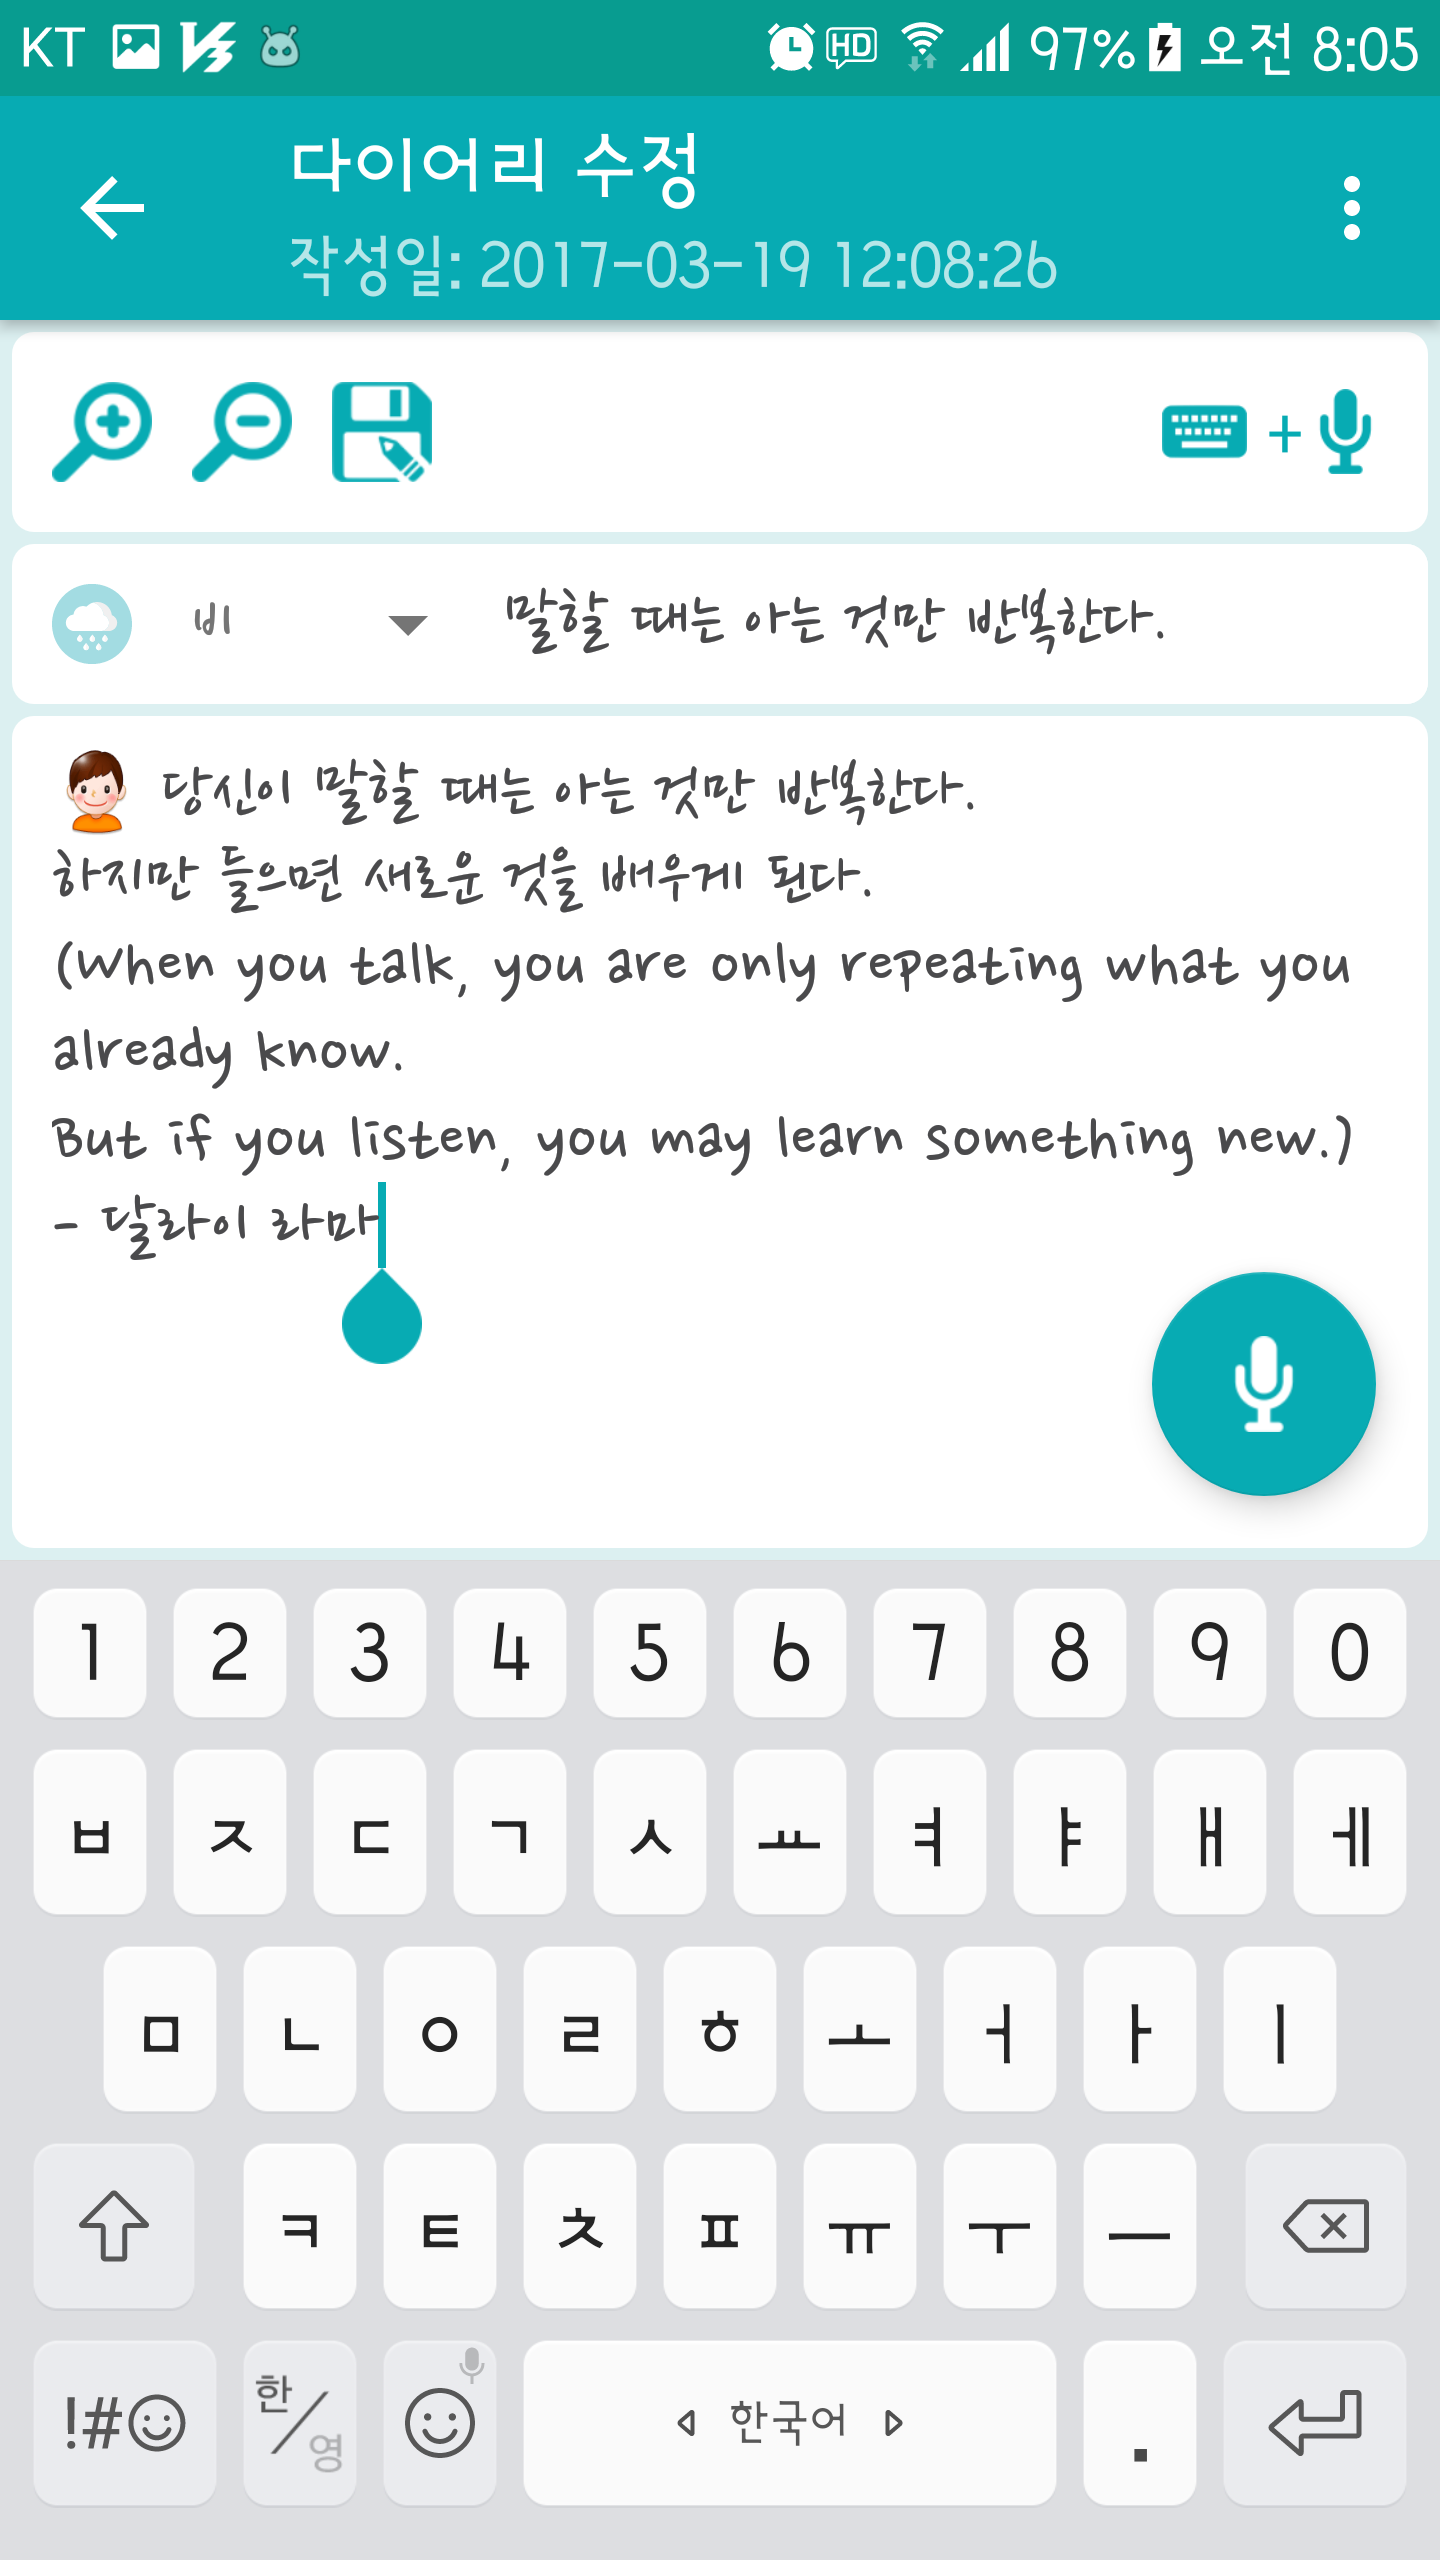 KT HD 97% 오전 8:05
다이어리 수정
작성일: 2017-03-19 12:08:26
+
비 말할 때는 아는 것만 반복한다.
당신이 말할 때는 아는 것만 반복한다.
하지만 들으면 새로운 것을 배우게 된다.
(When you talk, you are only repeating what you
already know.
But if you listen, you may learn something new.)
- 달라이 라마
1 2 3 4 5 6 7 8 9 0
ㅂ ㅈ ㄷ ㄱ ㅅ ㅛ ㅕ ㅑ ㅐ ㅔ
ㅁ ㄴ ㅇ ㄹ ㅎ ㅗ ㅓ ㅏ ㅣ
ㅋ ㅌ ㅊ ㅍ ㅠ ㅜ ㅡ
!#☺ 한/영 한국어 .